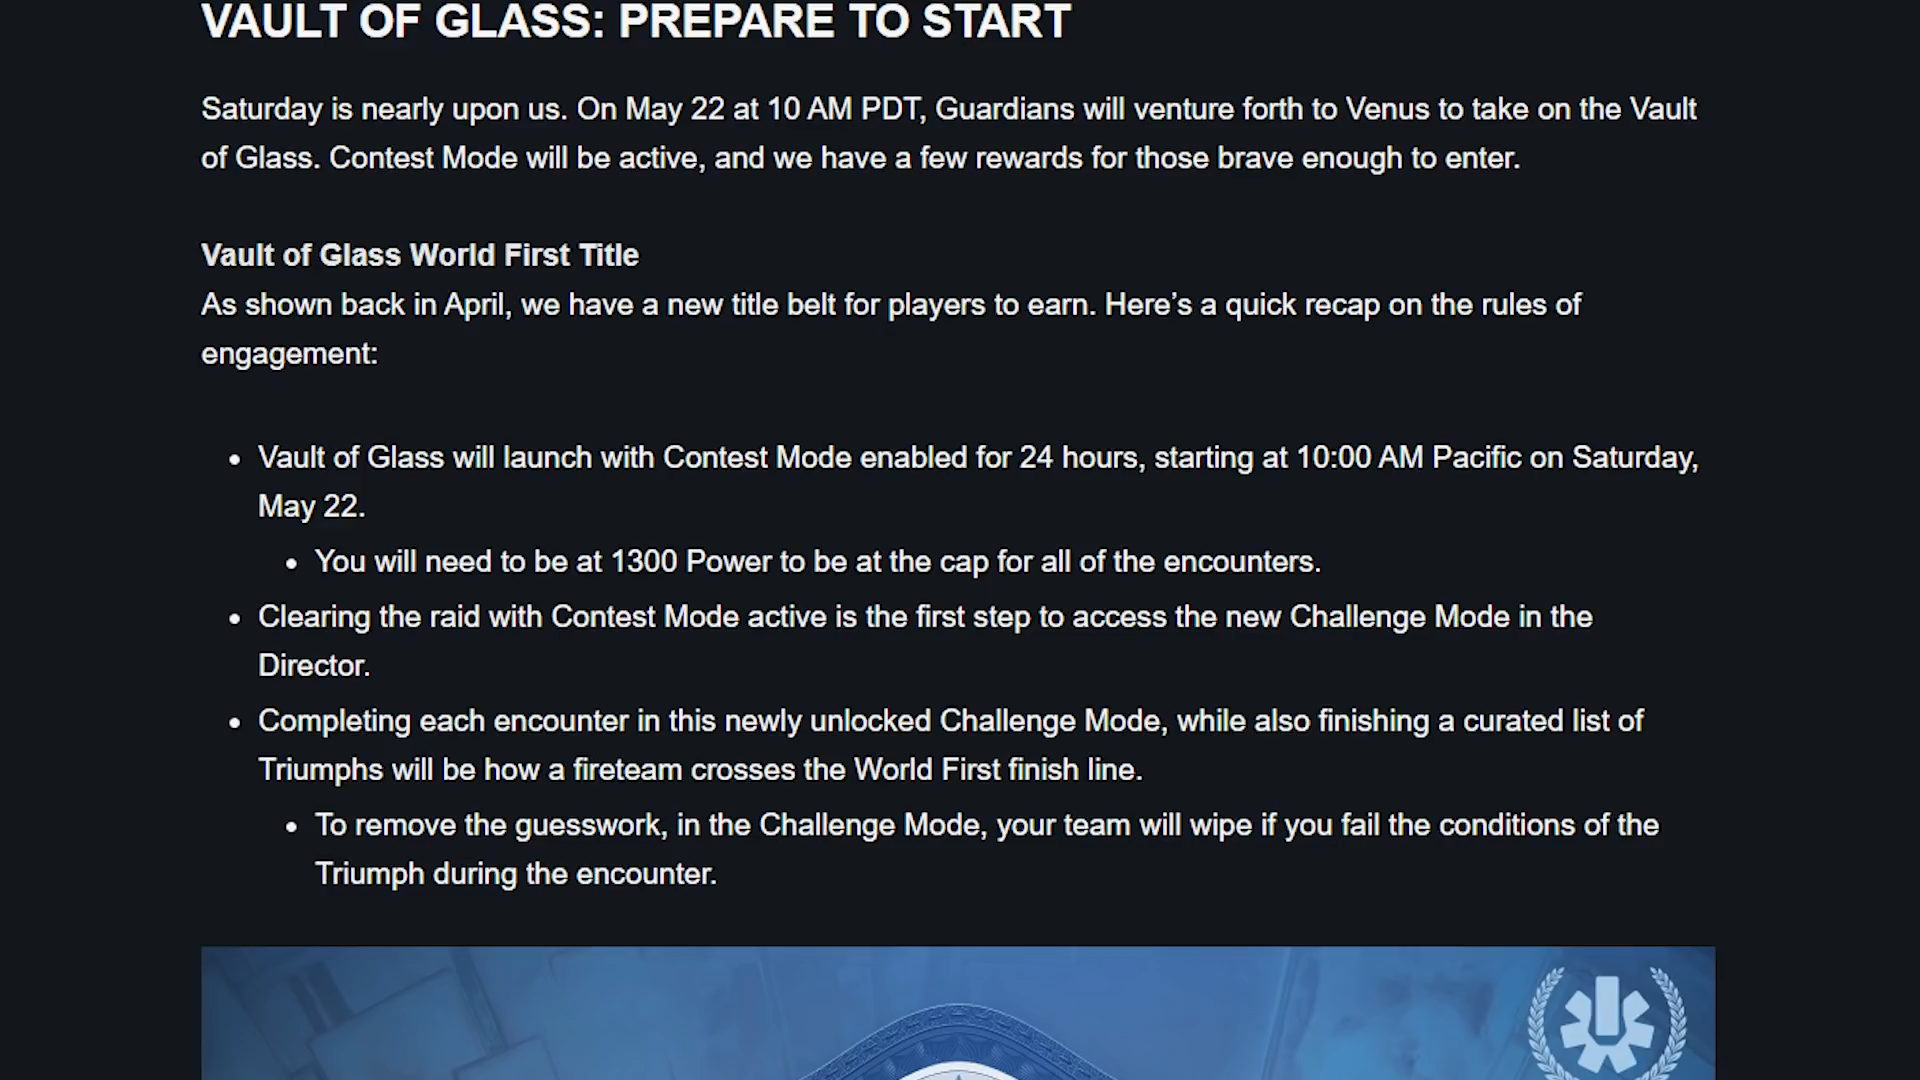 VAULT OF GLASS: PREPARE TO START
Saturday is nearly upon us. On May 22 at 10 AM PDT, Guardians will venture forth to Venus to take on the Vault
of Glass. Contest Mode will be active, and we have a few rewards for those brave enough to enter.
Vault of Glass World First Title
As shown back in April, we have a new title belt for players to earn. Here’s a quick recap on the rules of
engagement:
• Vault of Glass will launch with Contest Mode enabled for 24 hours, starting at 10:00 AM Pacific on Saturday,
May 22.
• You will need to be at 1300 Power to be at the cap for all of the encounters.
• Clearing the raid with Contest Mode active is the first step to access the new Challenge Mode in the
Director.
• Completing each encounter in this newly unlocked Challenge Mode, while also finishing a curated list of
Triumphs will be how a fireteam crosses the World First finish line.
• To remove the guesswork, in the Challenge Mode, your team will wipe if you fail the conditions of the
Triumph during the encounter.